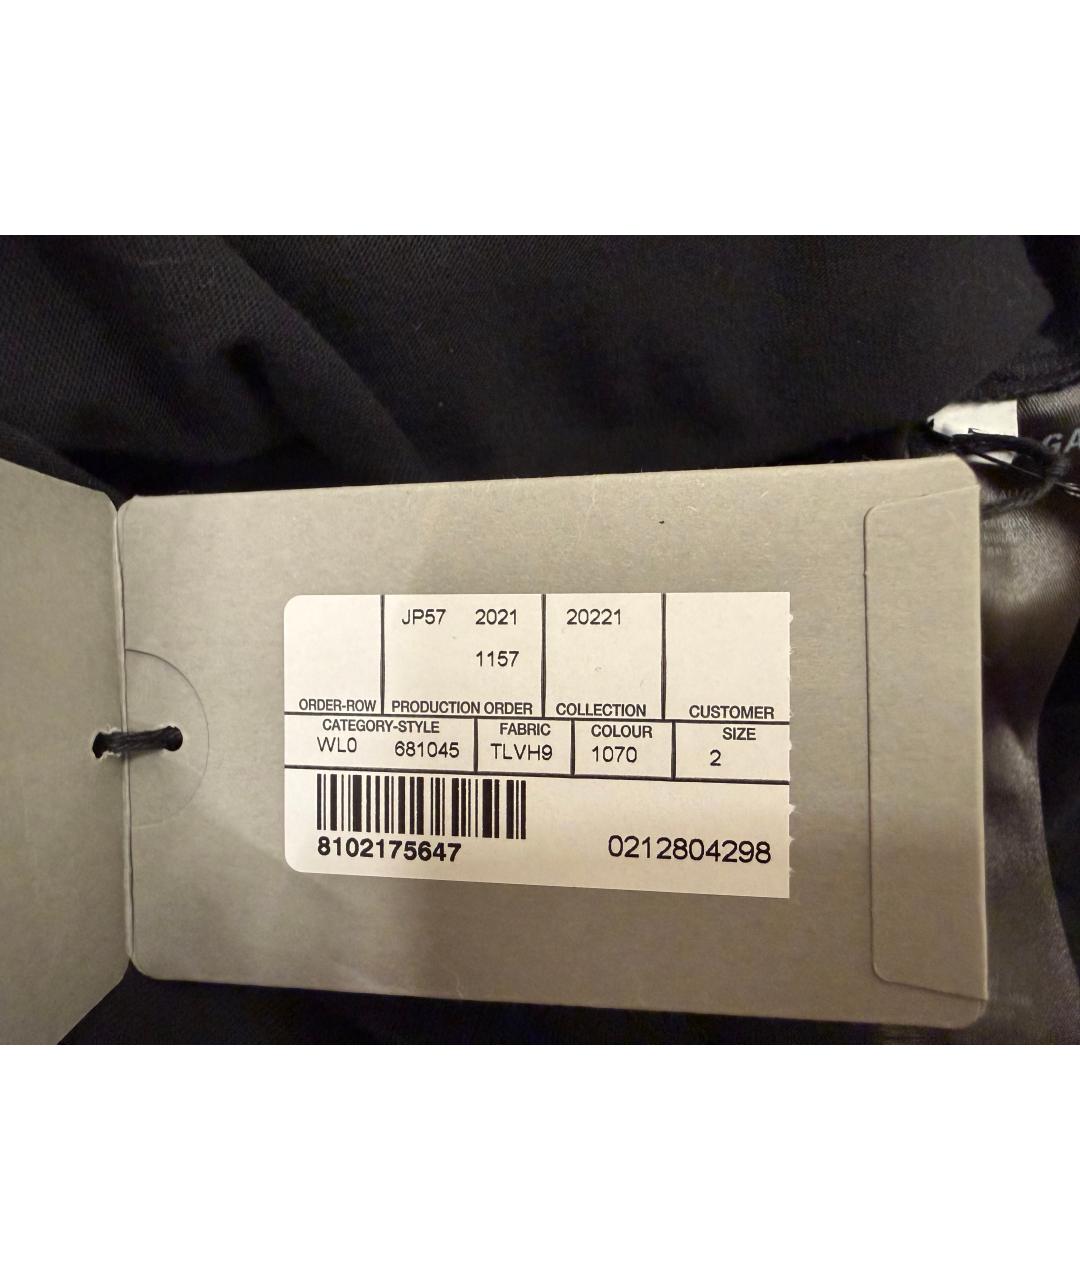 JP57 2021 20221
1157
ORDER-ROW PRODUCTION ORDER COLLECTION CUSTOMER
CATEGORY-STYLE FABRIC COLOUR SIZE
WL0 681045 TLVH9 1070 2
8102175647 0212804298
GA